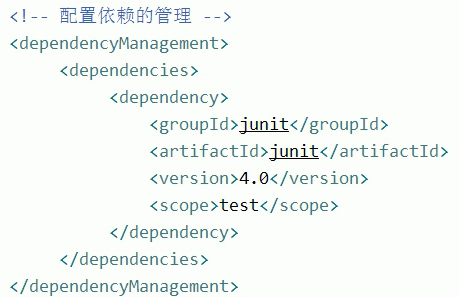 <!-- 配置依赖的管理 -->
<dependencyManagement>
<dependencies>
<dependency>
<groupId>junit</groupId>
<artifactId>junit</artifactId>
<version>4.0</version>
<scope>test</scope>
</dependency>
</dependencies>
</dependencyManagement>